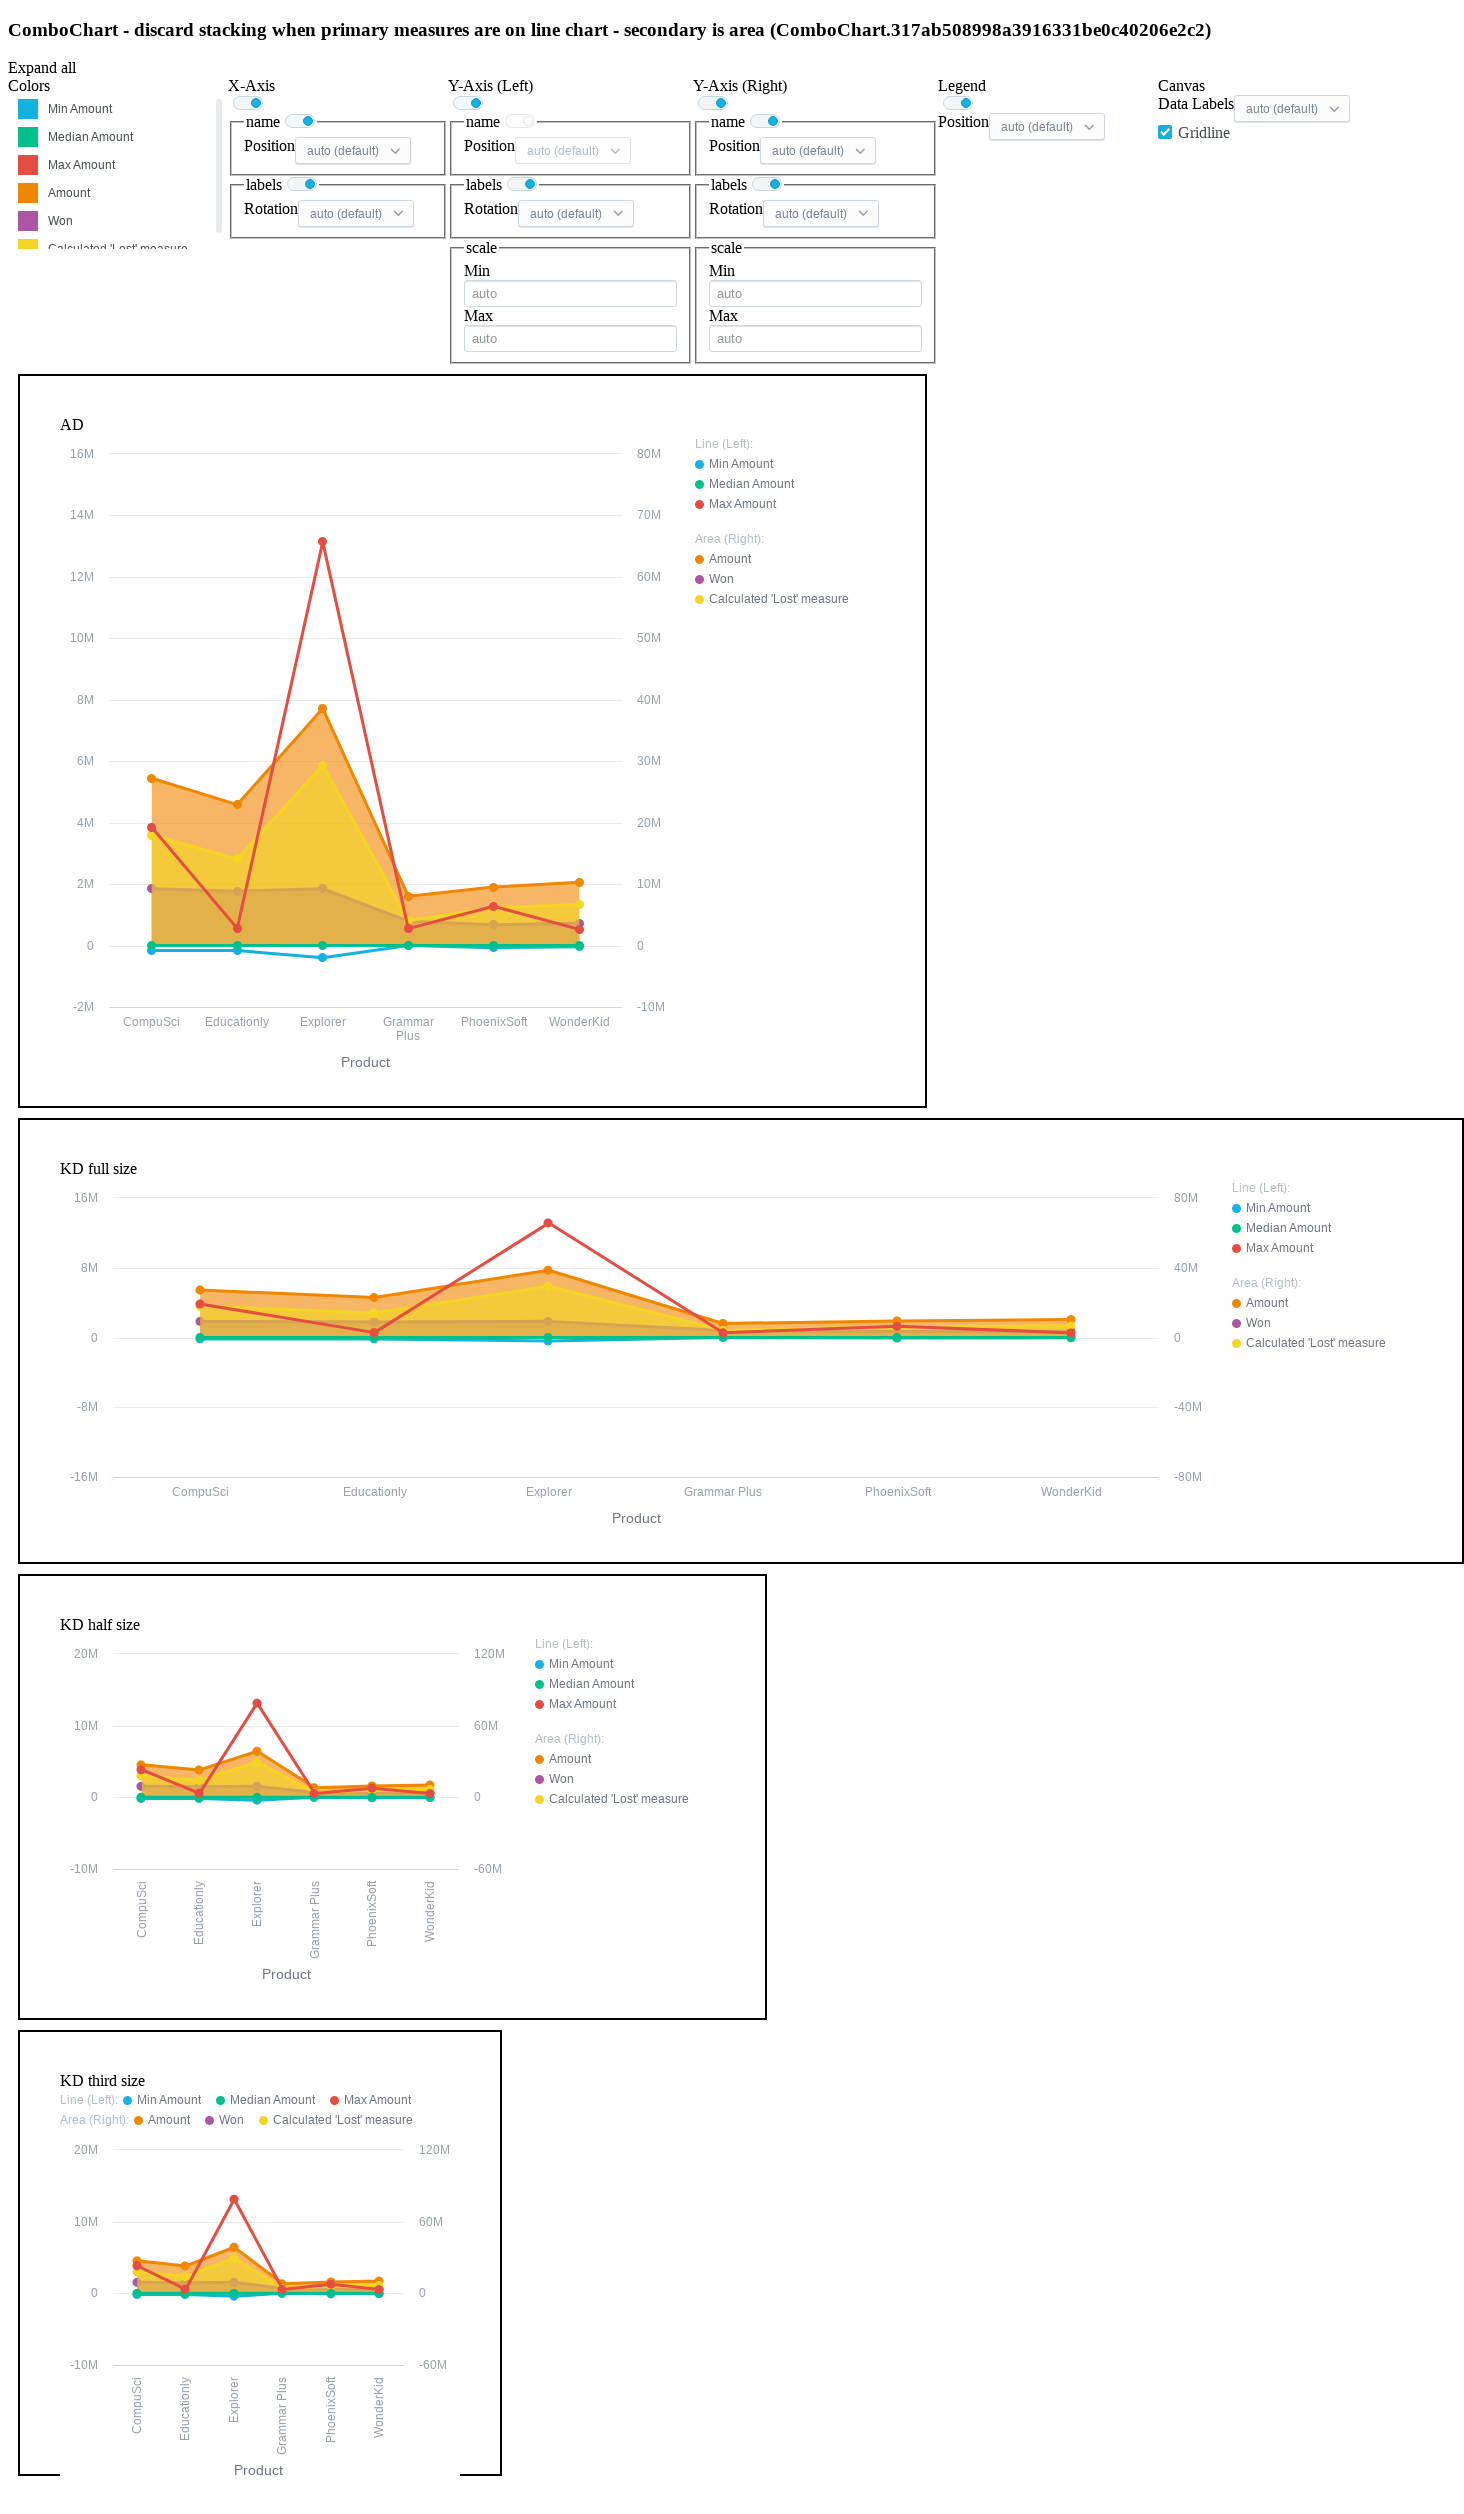 ComboChart - discard stacking when primary measures are on line chart - secondary is area (ComboChart.317ab508998a3916331be0c40206e2c2)
Expand all
Colors
Min Amount
Median Amount
Max Amount
Amount
Won
Calculated 'Lost' measure
X-Axis
name
Position auto (default)
labels
Rotation auto (default)
Y-Axis (Left)
name
Position auto (default)
labels
Rotation auto (default)
scale
Min
auto
Max
auto
Y-Axis (Right)
name
Position auto (default)
labels
Rotation auto (default)
scale
Min
auto
Max
auto
Legend
Position auto (default)
Canvas
Data Labels auto (default)
Gridline
AD
16M
14M
12M
10M
8M
6M
4M
2M
0
-2M
80M
70M
60M
50M
40M
30M
20M
10M
0
-10M
CompuSci
Educationly
Explorer
Grammar
Plus
PhoenixSoft
WonderKid
Product
Line (Left):
Min Amount
Median Amount
Max Amount
Area (Right):
Amount
Won
Calculated 'Lost' measure
KD full size
16M
8M
0
-8M
-16M
80M
40M
0
-40M
-80M
CompuSci
Educationly
Explorer
Grammar Plus
PhoenixSoft
WonderKid
Product
Line (Left):
Min Amount
Median Amount
Max Amount
Area (Right):
Amount
Won
Calculated 'Lost' measure
KD half size
20M
10M
0
-10M
120M
60M
0
-60M
CompuSci
Educationly
Explorer
Grammar Plus
PhoenixSoft
WonderKid
Product
Line (Left):
Min Amount
Median Amount
Max Amount
Area (Right):
Amount
Won
Calculated 'Lost' measure
KD third size
Line (Left): Min Amount Median Amount Max Amount
Area (Right): Amount Won Calculated 'Lost' measure
20M
10M
0
-10M
120M
60M
0
-60M
CompuSci
Educationly
Explorer
Grammar Plus
PhoenixSoft
WonderKid
Product